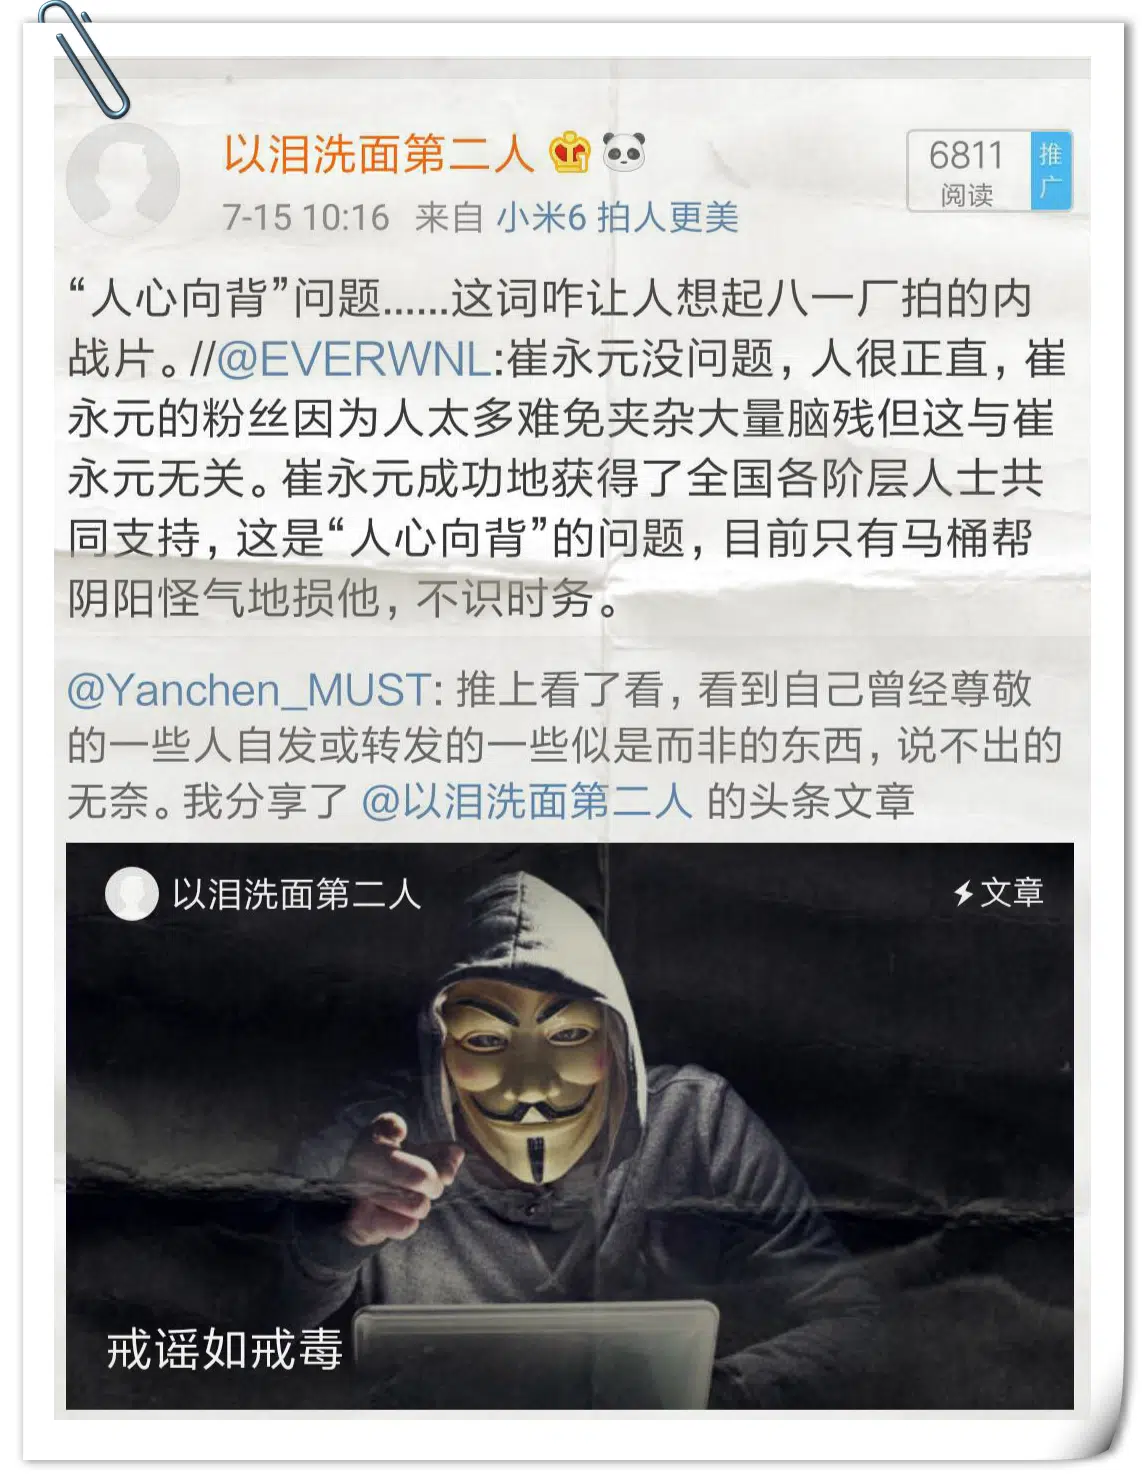 以泪洗面第二人
6811
阅读
推广
7-15 10:16 来自 小米6 拍人更美
“人心向背”问题......这词咋让人想起八一厂拍的内
战片。//@EVERWNL:崔永元没问题，人很正直，崔
永元的粉丝因为人太多难免夹杂大量脑残但这与崔
永元无关。崔永元成功地获得了全国各阶层人士共
同支持，这是“人心向背”的问题，目前只有马桶帮
阴阳怪气地损他，不识时务。
@Yanchen_MUST: 推上看了看，看到自己曾经尊敬
的一些人自发或转发的一些似是而非的东西，说不出的
无奈。我分享了 @以泪洗面第二人 的头条文章
以泪洗面第二人
文章
戒谣如戒毒